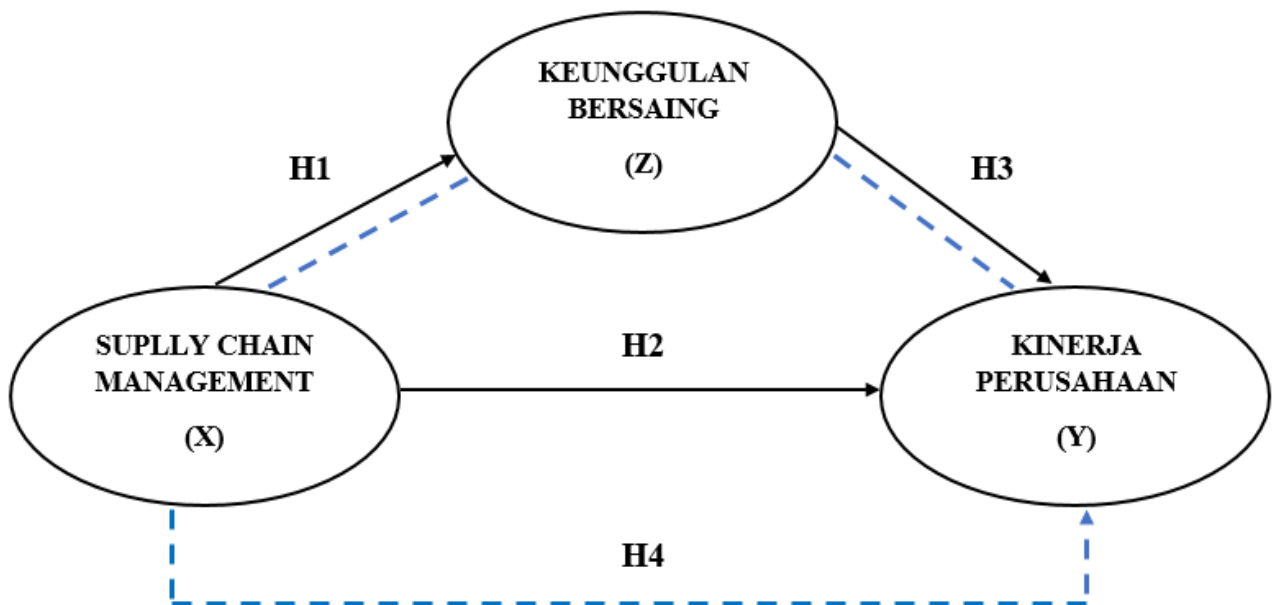 KEUNGGULAN
BERSAING
(Z)
H1
H3
SUPLLY CHAIN
MANAGEMENT
(X)
H2
KINERJA
PERUSAHAAN
(Y)
H4